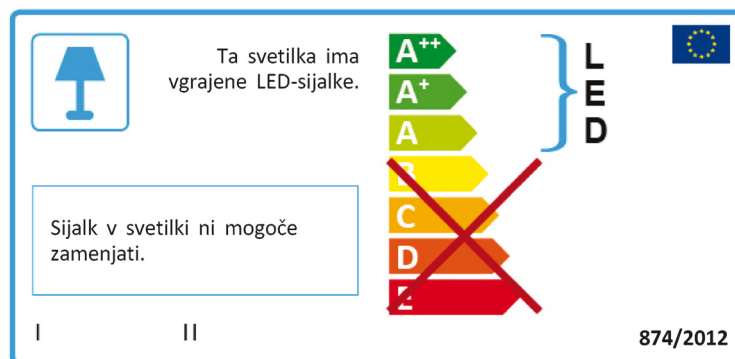 Ta svetilka ima
vgrajene LED-sijalke.
A++
A+
A
B
C
D
E
L
E
D
Sijalk v svetilki ni mogoče
zamenjati.
I II
874/2012